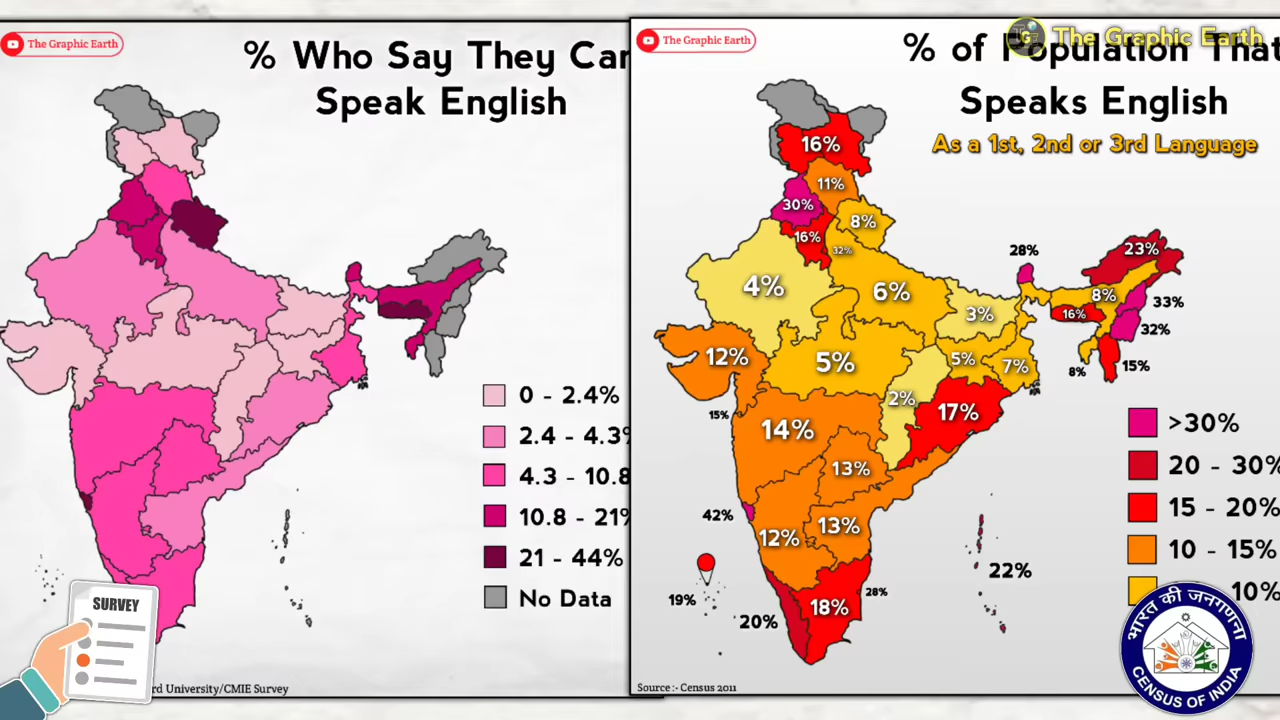 The Graphic Earth
% Who Say They Can
Speak English
0 - 2.4%
2.4 - 4.3%
4.3 - 10.8
10.8 - 21%
21 - 44%
No Data
SURVEY
rd University/CMIE Survey
The Graphic Earth
The Graphic Earth
% of Population That
Speaks English
As a 1st, 2nd or 3rd Language
16%
11%
30%
8%
16%
32%
28%
23%
4%
6%
8%
33%
3%
16%
32%
12%
5%
5%
7%
8%
15%
2%
15%
17%
14%
13%
42%
12%
13%
22%
19%
20%
18%
28%
>30%
20 - 30%
15 - 20%
10 - 15%
10%
Source :- Census 2011
भारत की जनगणना
CENSUS OF INDIA